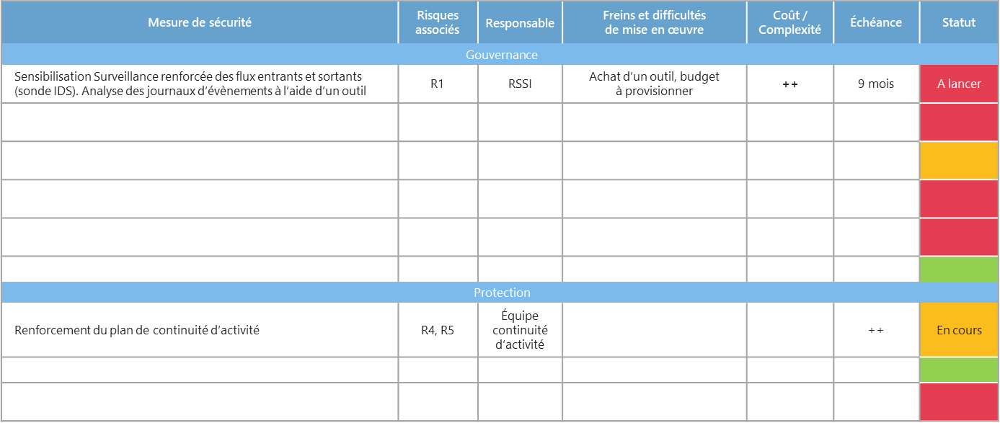 Mesure de sécurité
Risques
associés
Responsable
Freins et difficultés
de mise en œuvre
Coût /
Complexité
Échéance
Statut
Gouvernance
Sensibilisation Surveillance renforcée des flux entrants et sortants
(sonde IDS). Analyse des journaux d’évènements à l’aide d’un outil
R1
RSSI
Achat d’un outil, budget
à provisionner
++
9 mois
A lancer
Protection
Renforcement du plan de continuité d’activité
R4, R5
Équipe
continuité
d’activité
++
En cours